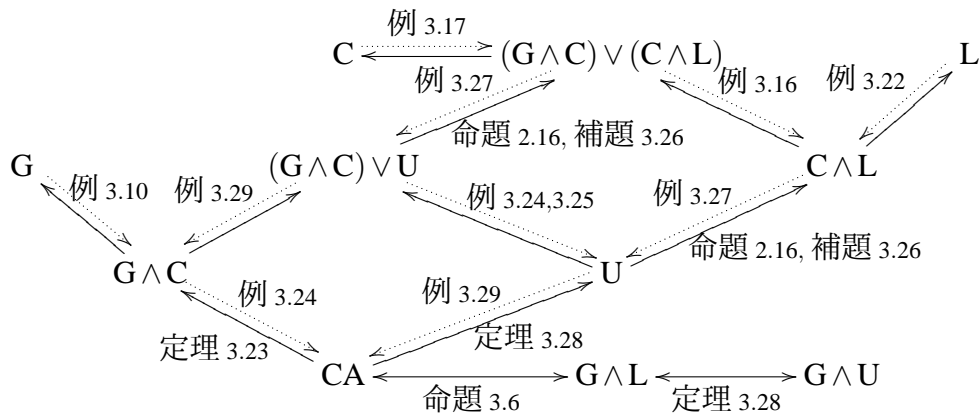 例 3.17
C (G∧C)∨(C∧L) L
例 3.27 例 3.16 例 3.22
命題 2.16, 補題 3.26
G (G∧C)∨U C∧L
例 3.10 例 3.29 例 3.24,3.25 例 3.27
命題 2.16, 補題 3.26
G∧C U
例 3.24 例 3.29
定理 3.23 定理 3.28
CA G∧L G∧U
命題 3.6 定理 3.28